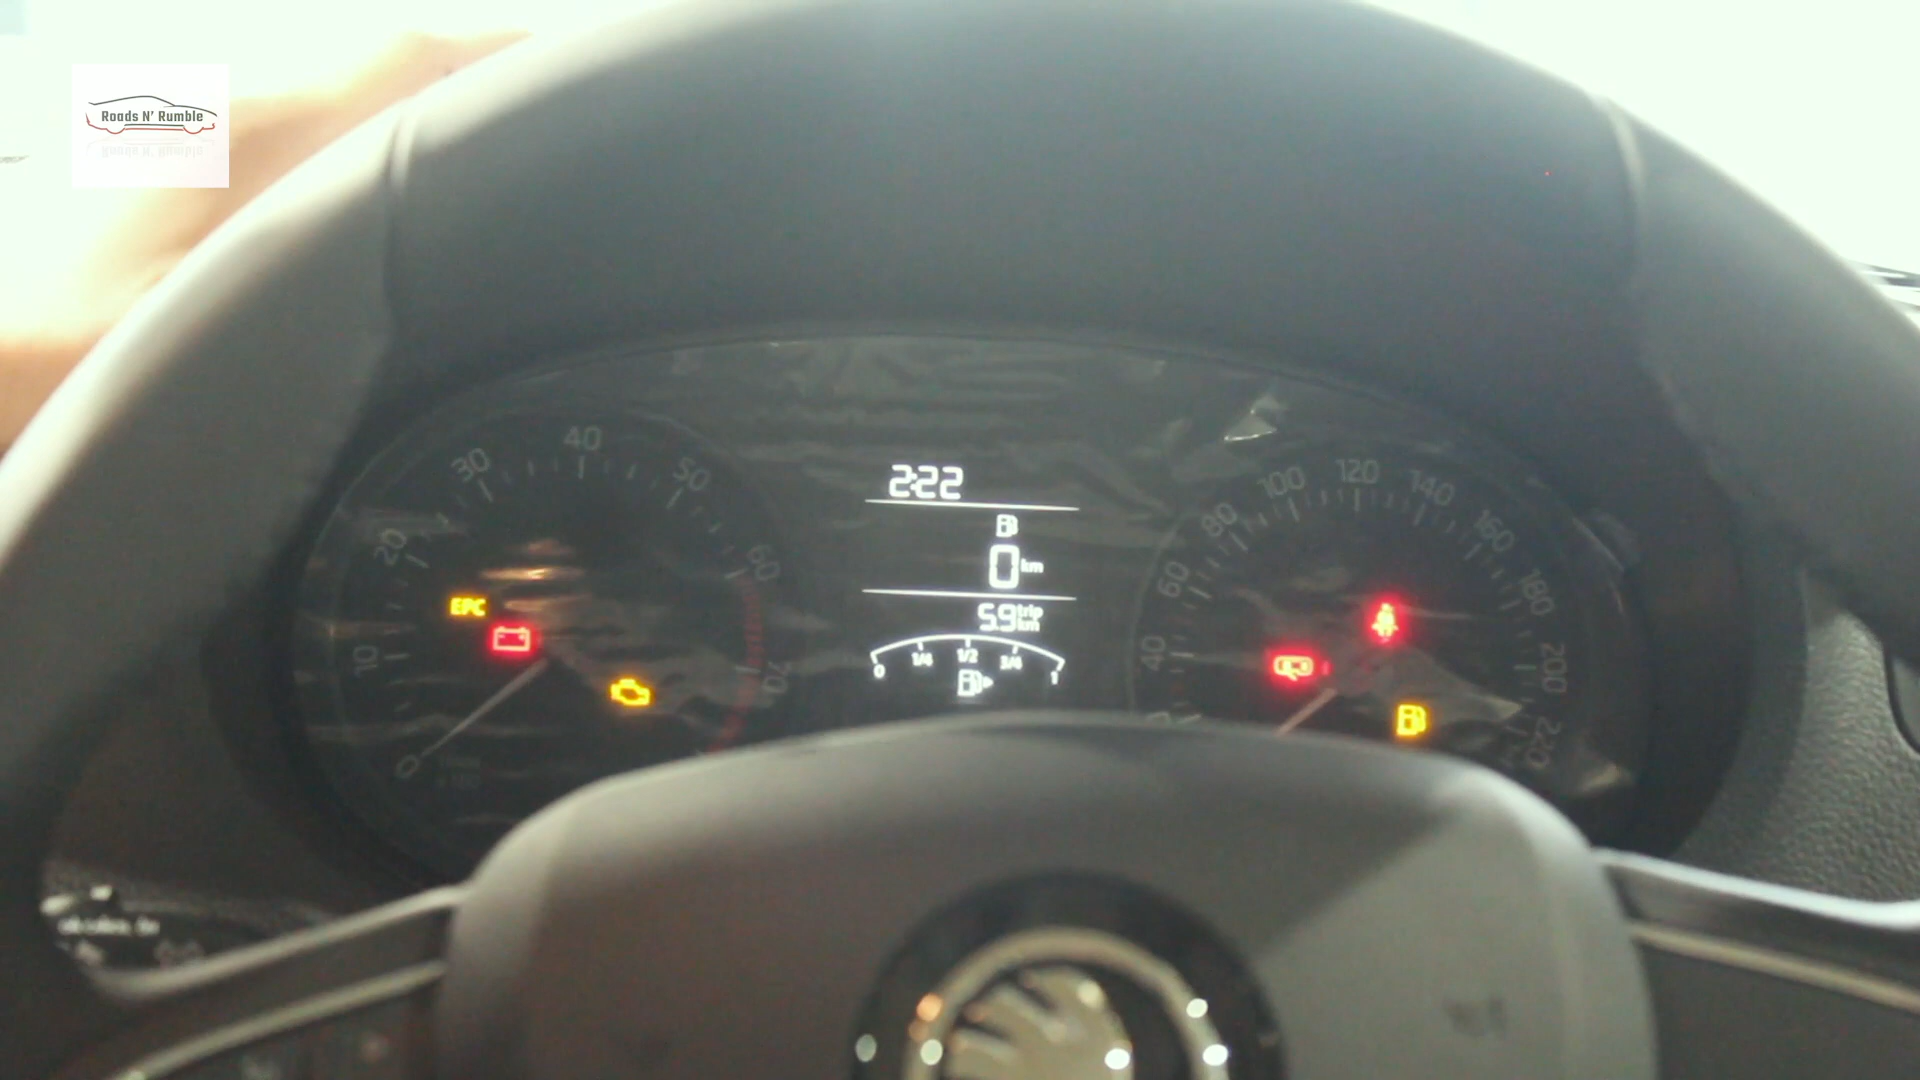 Roads N' Rumble
2:22
0 km
5.9 trip km
0 1/4 1/2 3/4 1
EPC
0 10 20 30 40 50 60 70
40 60 80 100 120 140 160 180 200 220